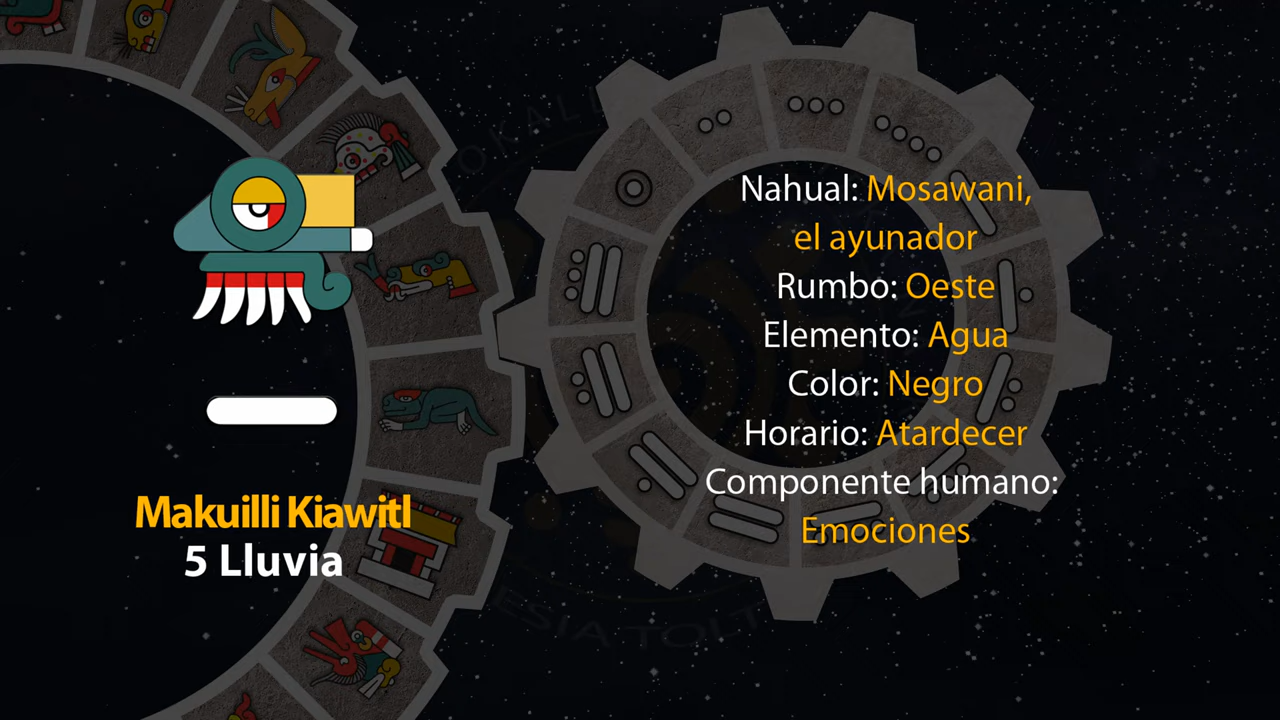 Makuilli Kiawitl
5 Lluvia
Nahual: Mosawani,
el ayunador
Rumbo: Oeste
Elemento: Agua
Color: Negro
Horario: Atardecer
Componente humano:
Emociones